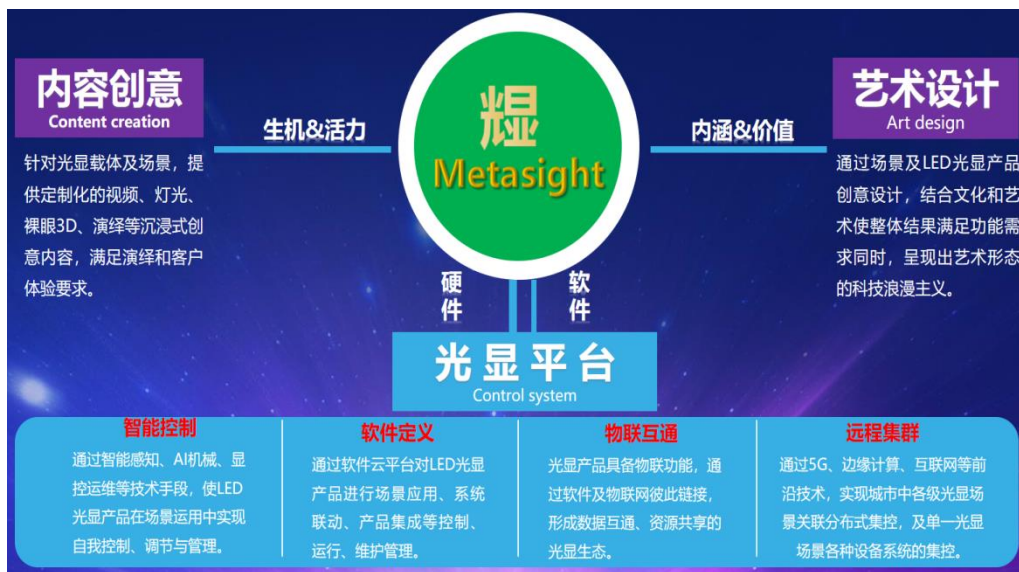 内容创意
Content creation
针对光显载体及场景，提
供定制化的视频、灯光、
裸眼3D、演绎等沉浸式创
意内容，满足演绎和客户
体验要求。
生机&活力
Metasight
内涵&价值
艺术设计
Art design
通过场景及LED光显产品
创意设计，结合文化和艺
术使整体结果满足功能需
求同时，呈现出艺术形态
的科技浪漫主义。
硬件
软件
光显平台
Control system
智能控制
通过智能感知、AI机械、显
控运维等技术手段，使LED
光显产品在场景运用中实现
自我控制、调节与管理。
软件定义
通过软件云平台对LED光显
产品进行场景应用、系统
联动、产品集成等控制、
运行、维护管理。
物联互通
光显产品具备物联功能，通
过软件及物联网彼此链接，
形成数据互通、资源共享的
光显生态。
远程集群
通过5G、边缘计算、互联网等前
沿技术，实现城市中各级光显场
景关联分布式集控，及单一光显
场景各种设备系统的集控。